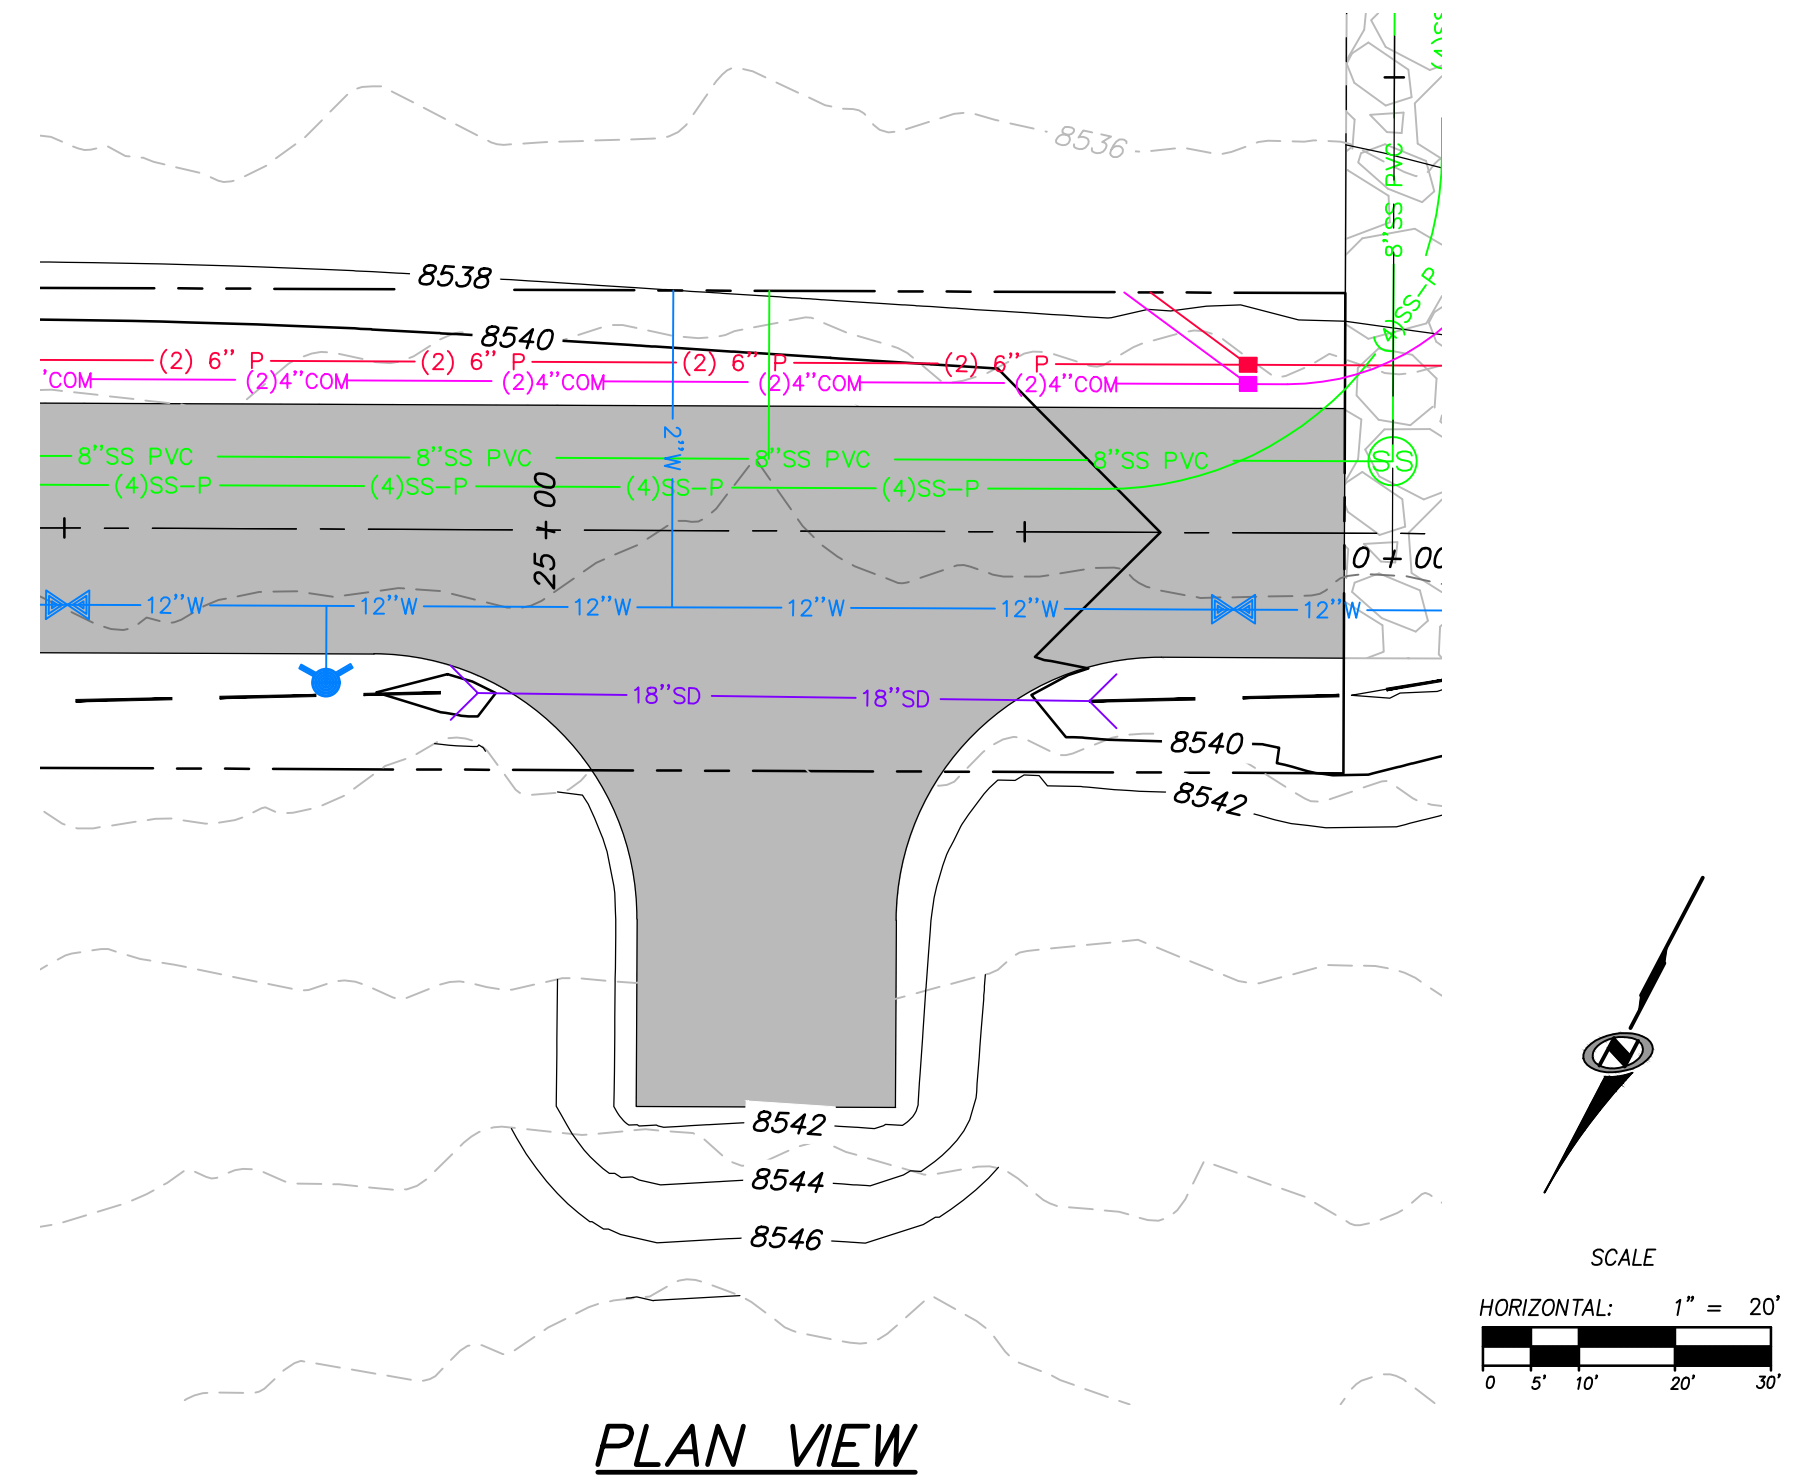 (4)SS
8536
8"SS PVC
8538
(4)SS-P
8540
(2) 6" P
(2) 6" P
(2) 6" P
(2) 6" P
"COM
(2)4"COM
(2)4"COM
(2)4"COM
(2)4"COM
2"W
8"SS PVC
8"SS PVC
8"SS PVC
8"SS PVC
SS
(4)SS-P
(4)SS-P
(4)SS-P
(4)SS-P
25 + 00
0 + 00
12"W
12"W
12"W
12"W
12"W
12"W
18"SD
18"SD
8540
8542
N
8542
8544
8546
SCALE
HORIZONTAL: 1" = 20'
0 5' 10' 20' 30'
PLAN VIEW